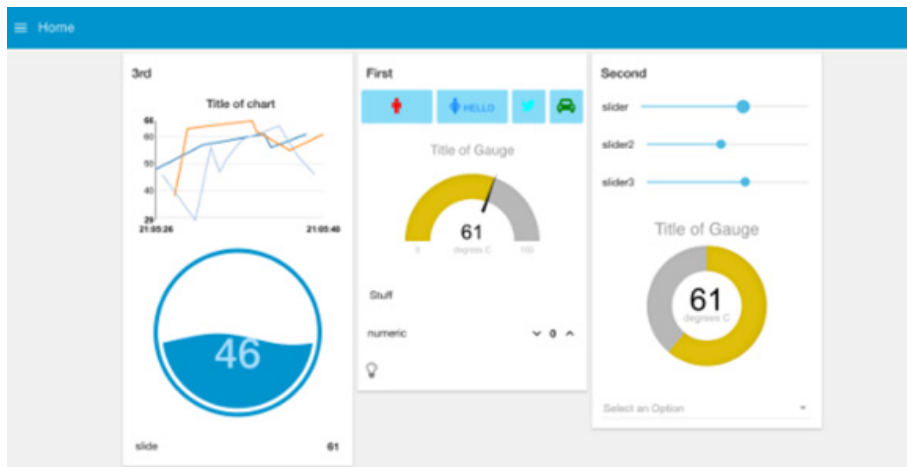 Home
3rd
Title of chart
66
60
50
40
29
21:05:26 21:05:40
46
slide 61
First
HELLO
Title of Gauge
61
0 degrees C 100
Stuff
numeric 0
Second
slider
slider2
slider3
Title of Gauge
61
degrees C
Select an Option